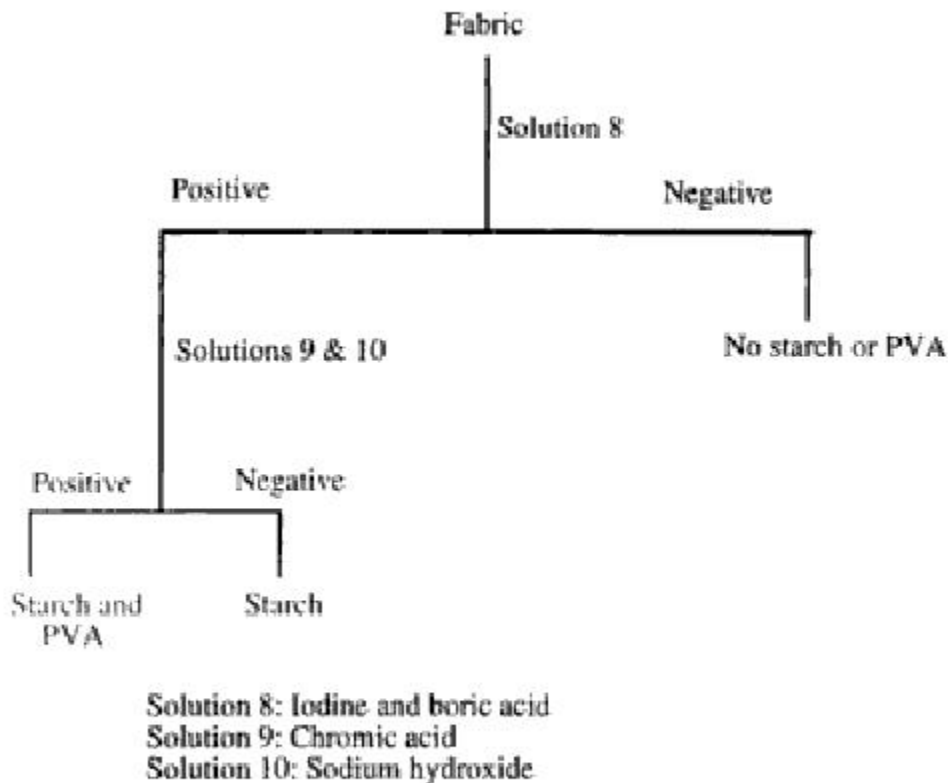 Fabric
Solution 8
Positive
Negative
Solutions 9 & 10
No starch or PVA
Positive
Negative
Starch and
PVA
Starch
Solution 8: Iodine and boric acid
Solution 9: Chromic acid
Solution 10: Sodium hydroxide